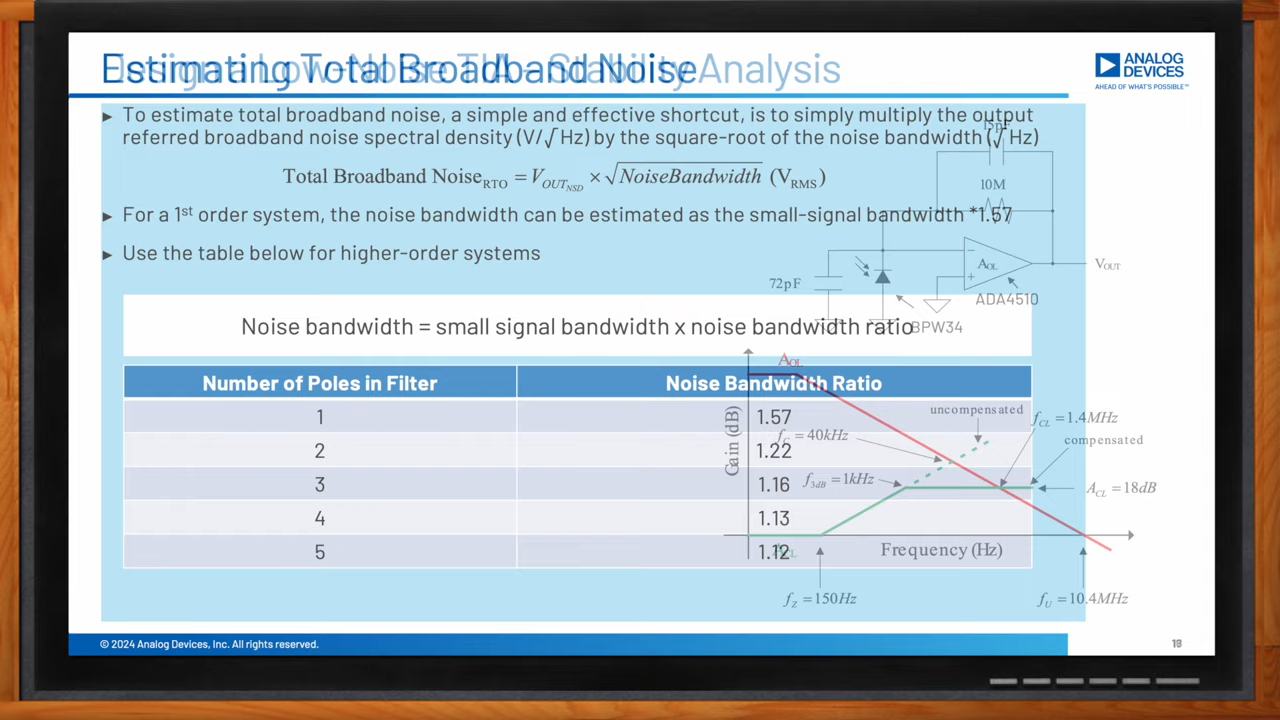 Estimating Total Broadband Noise
Analysis
ANALOG
DEVICES
AHEAD OF WHAT'S POSSIBLE™
► To estimate total broadband noise, a simple and effective shortcut, is to simply multiply the output
referred broadband noise spectral density (V/√Hz) by the square-root of the noise bandwidth (√Hz)
Total Broadband Noise_RTO = V_OUT_NSD × √NoiseBandwidth (V_RMS)
10M
► For a 1st order system, the noise bandwidth can be estimated as the small-signal bandwidth *1.57
► Use the table below for higher-order systems
A_OL
V_OUT
72pF
ADA4510
BPW34
Noise bandwidth = small signal bandwidth x noise bandwidth ratio
A_OL
Number of Poles in Filter Noise Bandwidth Ratio
1 1.57
2 1.22
3 1.16
4 1.13
5 1.12
Gain (dB)
uncompensated
f_CL = 1.4MHz
= 40kHz
compensated
f_3dB = 1kHz
A_CL = 18dB
Frequency (Hz)
f_Z = 150Hz
f_U = 10.4MHz
© 2024 Analog Devices, Inc. All rights reserved.